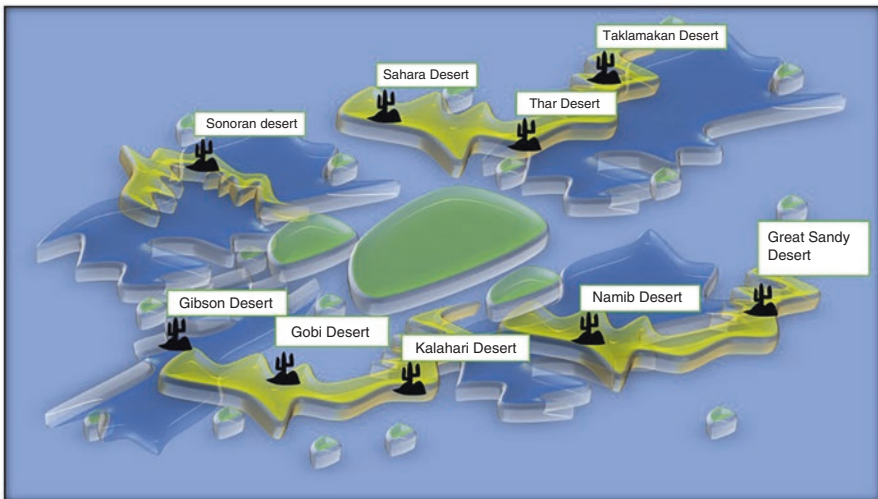 Taklamakan Desert
Sahara Desert
Thar Desert
Sonoran desert
Great Sandy
Desert
Gibson Desert
Namib Desert
Gobi Desert
Kalahari Desert